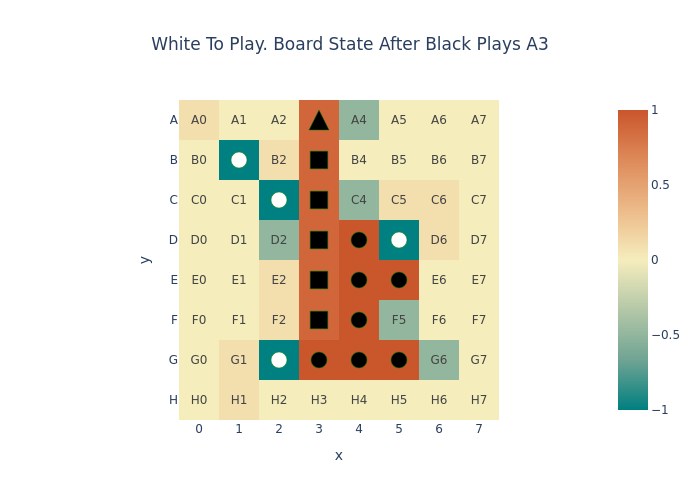 White To Play. Board State After Black Plays A3
A A0 A1 A2 A4 A5 A6 A7
B B0 B2 B4 B5 B6 B7
C C0 C1 C4 C5 C6 C7
D D0 D1 D2 D6 D7
E E0 E1 E2 E6 E7
F F0 F1 F2 F5 F6 F7
G G0 G1 G6 G7
H H0 H1 H2 H3 H4 H5 H6 H7
0 1 2 3 4 5 6 7
x
y
1
0.5
0
−0.5
−1